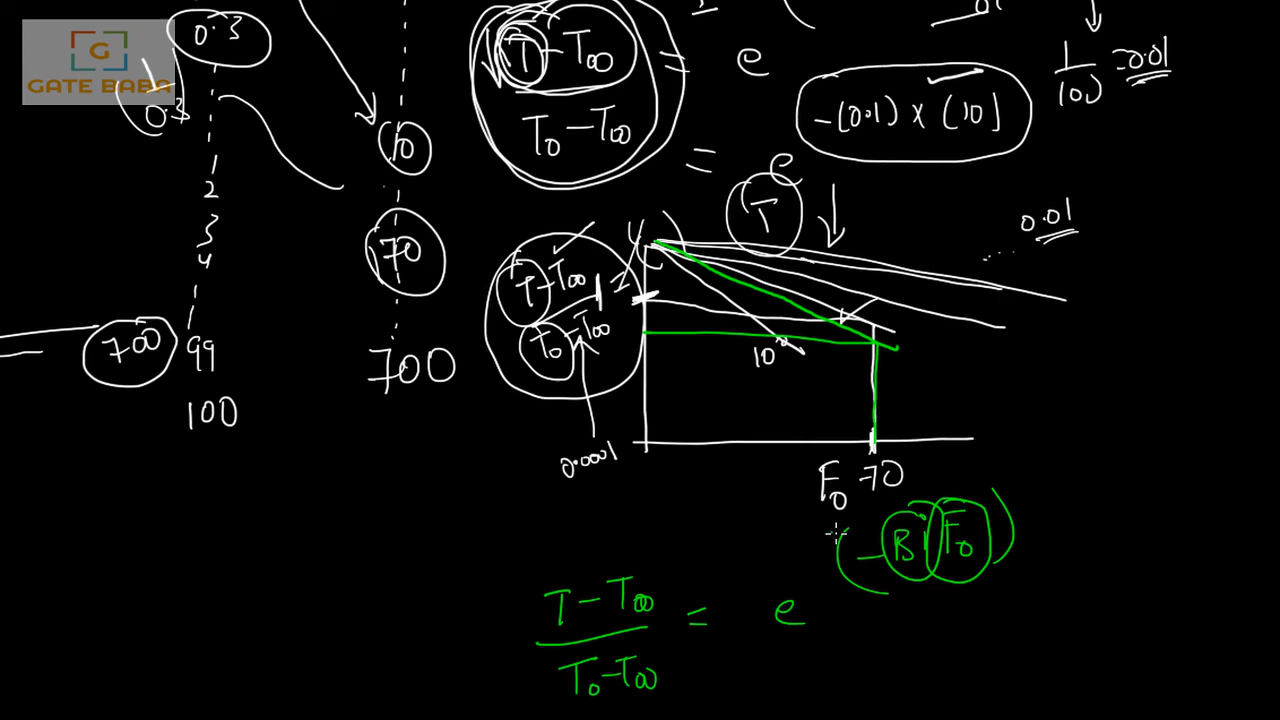 0.3
GATE BABA
0.3
2
3
4
99
100
700
10
70
700
T - T∞
T₀ - T∞
= e
-(0.1) × (10)
1/100 = 0.01
= e
T
0.01
T - T∞
T₀ - T∞
= 
0.0001
10
F₀ 70
T - T∞
T₀ - T∞
= e
(-Bi F₀)